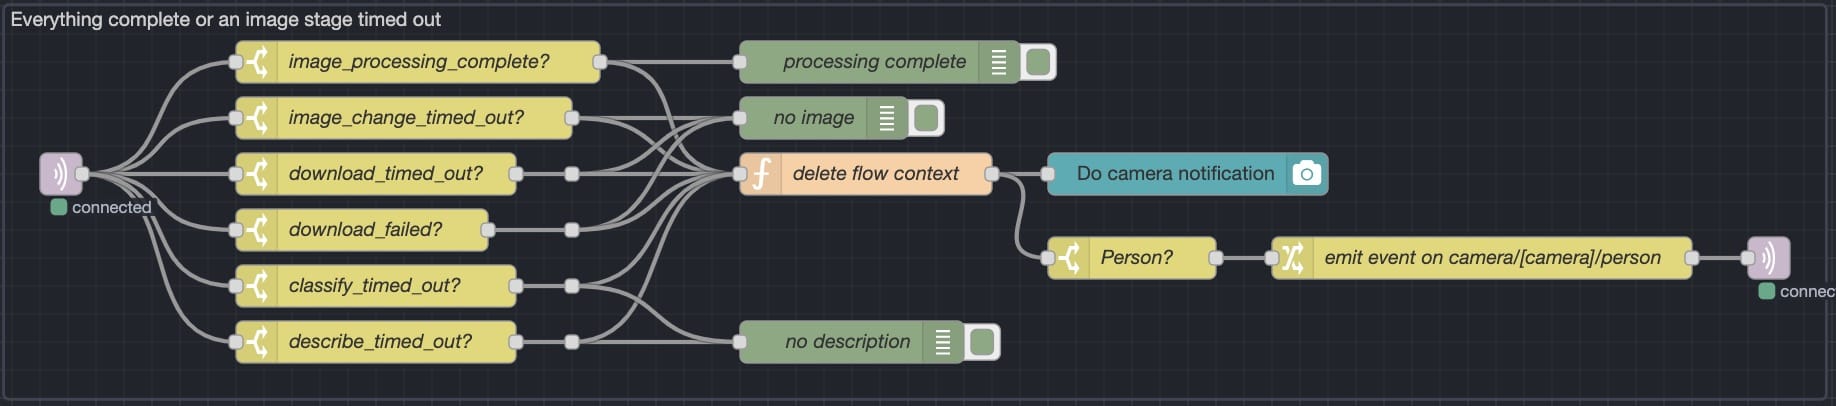 Everything complete or an image stage timed out
image_processing_complete?
processing complete
image_change_timed_out?
no image
download_timed_out?
delete flow context
Do camera notification
connected
download_failed?
Person?
emit event on camera/[camera]/person
classify_timed_out?
connec
describe_timed_out?
no description